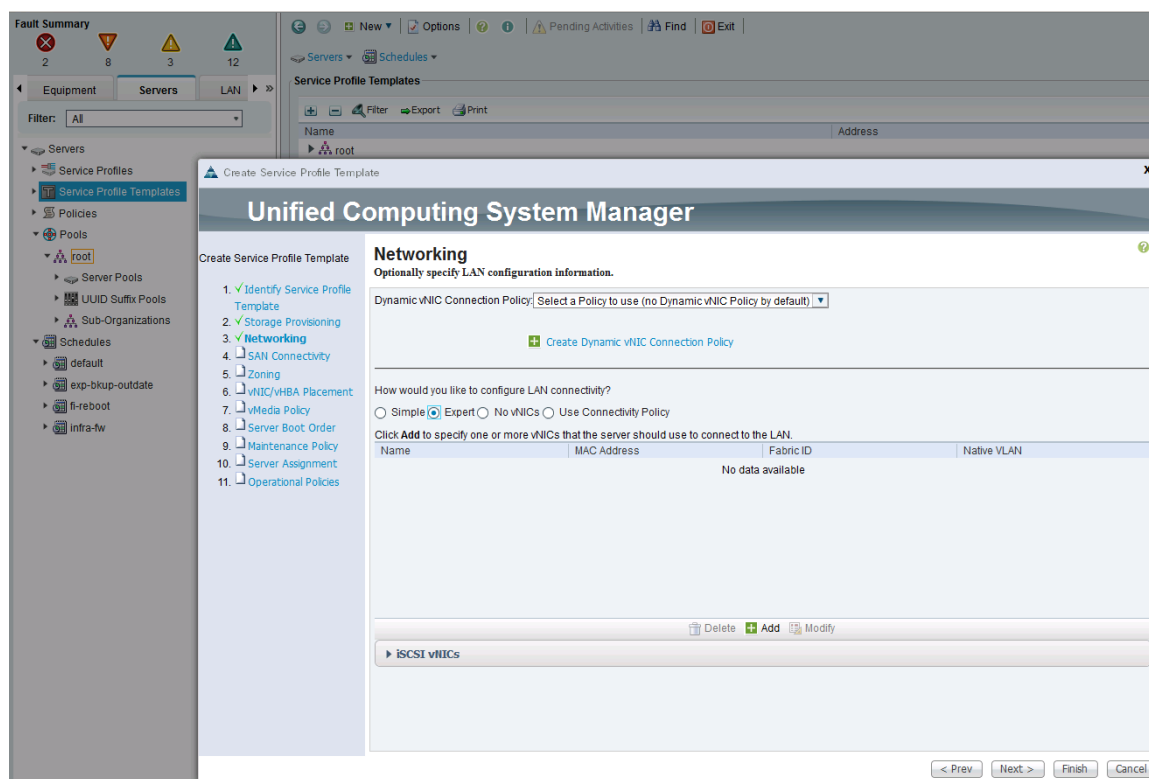 Fault Summary
2 8 3 12
New Options Pending Activities Find Exit
Servers Schedules
Equipment Servers LAN
Filter: All
Service Profile Templates
Filter Export Print
Name Address
root
Servers
Service Profiles
Service Profile Templates
Policies
Pools
root
Server Pools
UUID Suffix Pools
Sub-Organizations
Schedules
default
exp-bkup-outdate
fi-reboot
infra-fw
Create Service Profile Template
X
Unified Computing System Manager
Create Service Profile Template
1. Identify Service Profile
Template
2. Storage Provisioning
3. Networking
4. SAN Connectivity
5. Zoning
6. vNIC/vHBA Placement
7. vMedia Policy
8. Server Boot Order
9. Maintenance Policy
10. Server Assignment
11. Operational Policies
Networking
Optionally specify LAN configuration information.
Dynamic vNIC Connection Policy: Select a Policy to use (no Dynamic vNIC Policy by default)
Create Dynamic vNIC Connection Policy
How would you like to configure LAN connectivity?
Simple Expert No vNICs Use Connectivity Policy
Click Add to specify one or more vNICs that the server should use to connect to the LAN.
Name MAC Address Fabric ID Native VLAN
No data available
Delete Add Modify
iSCSI vNICs
< Prev Next > Finish Cancel